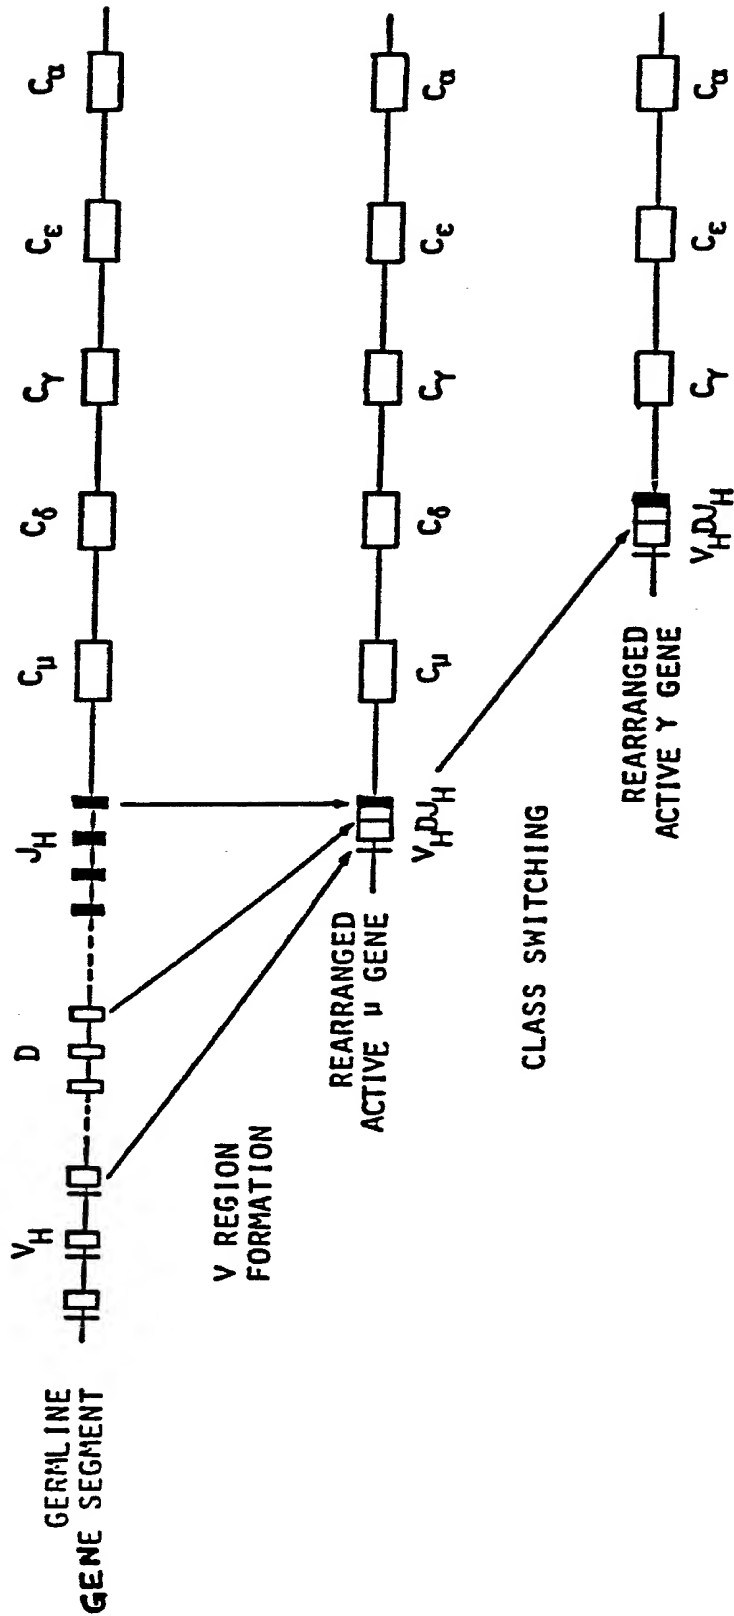 GERMLINE
GENE SEGMENT
V_H D J_H C_μ C_δ C_γ C_ε C_α
V REGION
FORMATION
REARRANGED
ACTIVE μ GENE
V_HDJ_H C_μ C_δ C_γ C_ε C_α
CLASS SWITCHING
REARRANGED
ACTIVE γ GENE
V_HDJ_H C_γ C_ε C_α